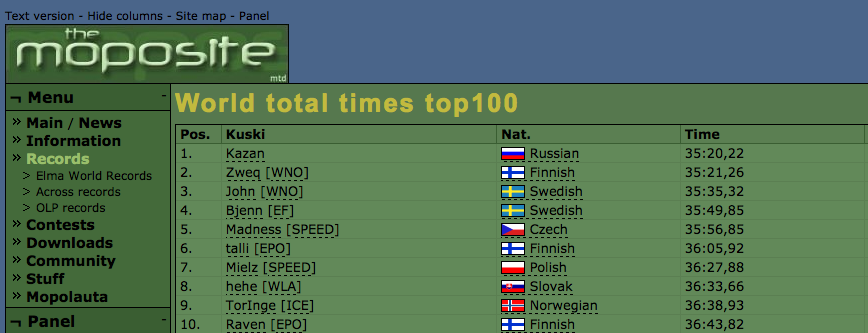 Text version - Hide columns - Site map - Panel
the
moposite
mtd
¬ Menu -
» Main / News
» Information
» Records
> Elma World Records
> Across records
> OLP records
» Contests
» Downloads
» Community
» Stuff
» Mopolauta
¬ Panel -
World total times top100
Pos. Kuski Nat. Time
1. Kazan Russian 35:20,22
2. Zweq [WNO] Finnish 35:21,26
3. John [WNO] Swedish 35:35,32
4. Bjenn [EF] Swedish 35:49,85
5. Madness [SPEED] Czech 35:56,85
6. talli [EPO] Finnish 36:05,92
7. Mielz [SPEED] Polish 36:27,88
8. hehe [WLA] Slovak 36:33,66
9. TorInge [ICE] Norwegian 36:38,93
10. Raven [EPO] Finnish 36:43,82